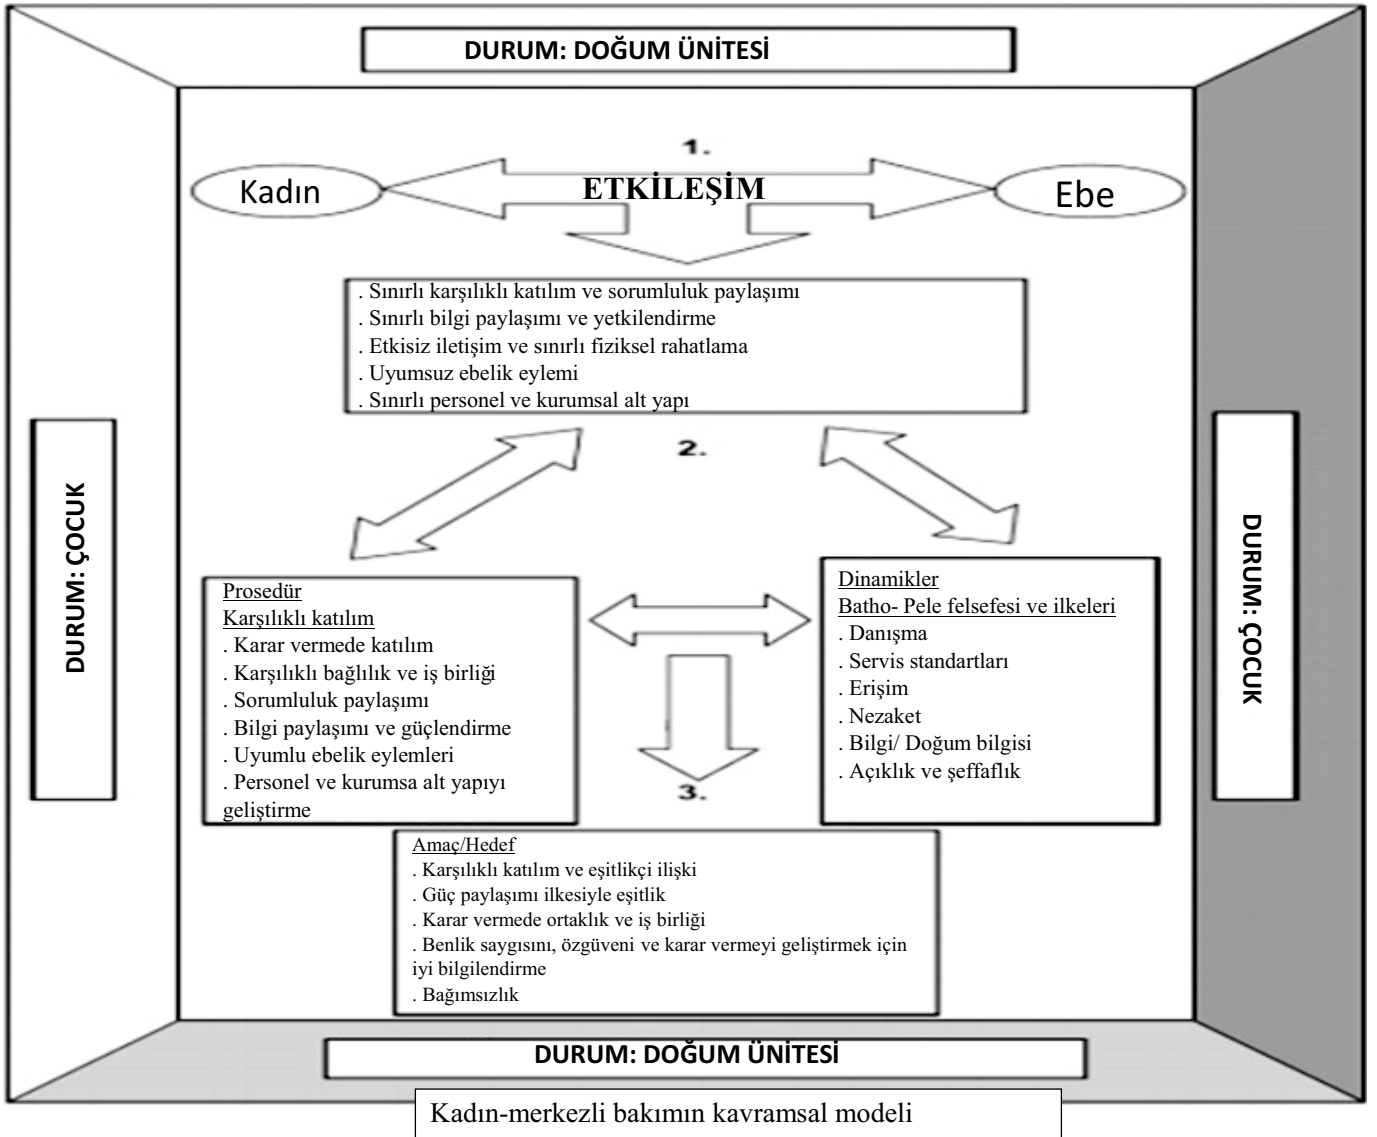 DURUM: DOĞUM ÜNİTESİ
1.
Kadın
ETKİLEŞİM
Ebe
. Sınırlı karşılıklı katılım ve sorumluluk paylaşımı
. Sınırlı bilgi paylaşımı ve yetkilendirme
. Etkisiz iletişim ve sınırlı fiziksel rahatlama
. Uyumsuz ebelik eylemi
. Sınırlı personel ve kurumsal alt yapı
2.
DURUM: ÇOCUK
DURUM: ÇOCUK
Prosedür
Karşılıklı katılım
. Karar vermede katılım
. Karşılıklı bağlılık ve iş birliği
. Sorumluluk paylaşımı
. Bilgi paylaşımı ve güçlendirme
. Uyumlu ebelik eylemleri
. Personel ve kurumsa alt yapıyı
geliştirme
Dinamikler
Batho- Pele felsefesi ve ilkeleri
. Danışma
. Servis standartları
. Erişim
. Nezaket
. Bilgi/ Doğum bilgisi
. Açıklık ve şeffaflık
3.
Amaç/Hedef
. Karşılıklı katılım ve eşitlikçi ilişki
. Güç paylaşımı ilkesiyle eşitlik
. Karar vermede ortaklık ve iş birliği
. Benlik saygısını, özgüveni ve karar vermeyi geliştirmek için
iyi bilgilendirme
. Bağımsızlık
DURUM: DOĞUM ÜNİTESİ
Kadın-merkezli bakımın kavramsal modeli